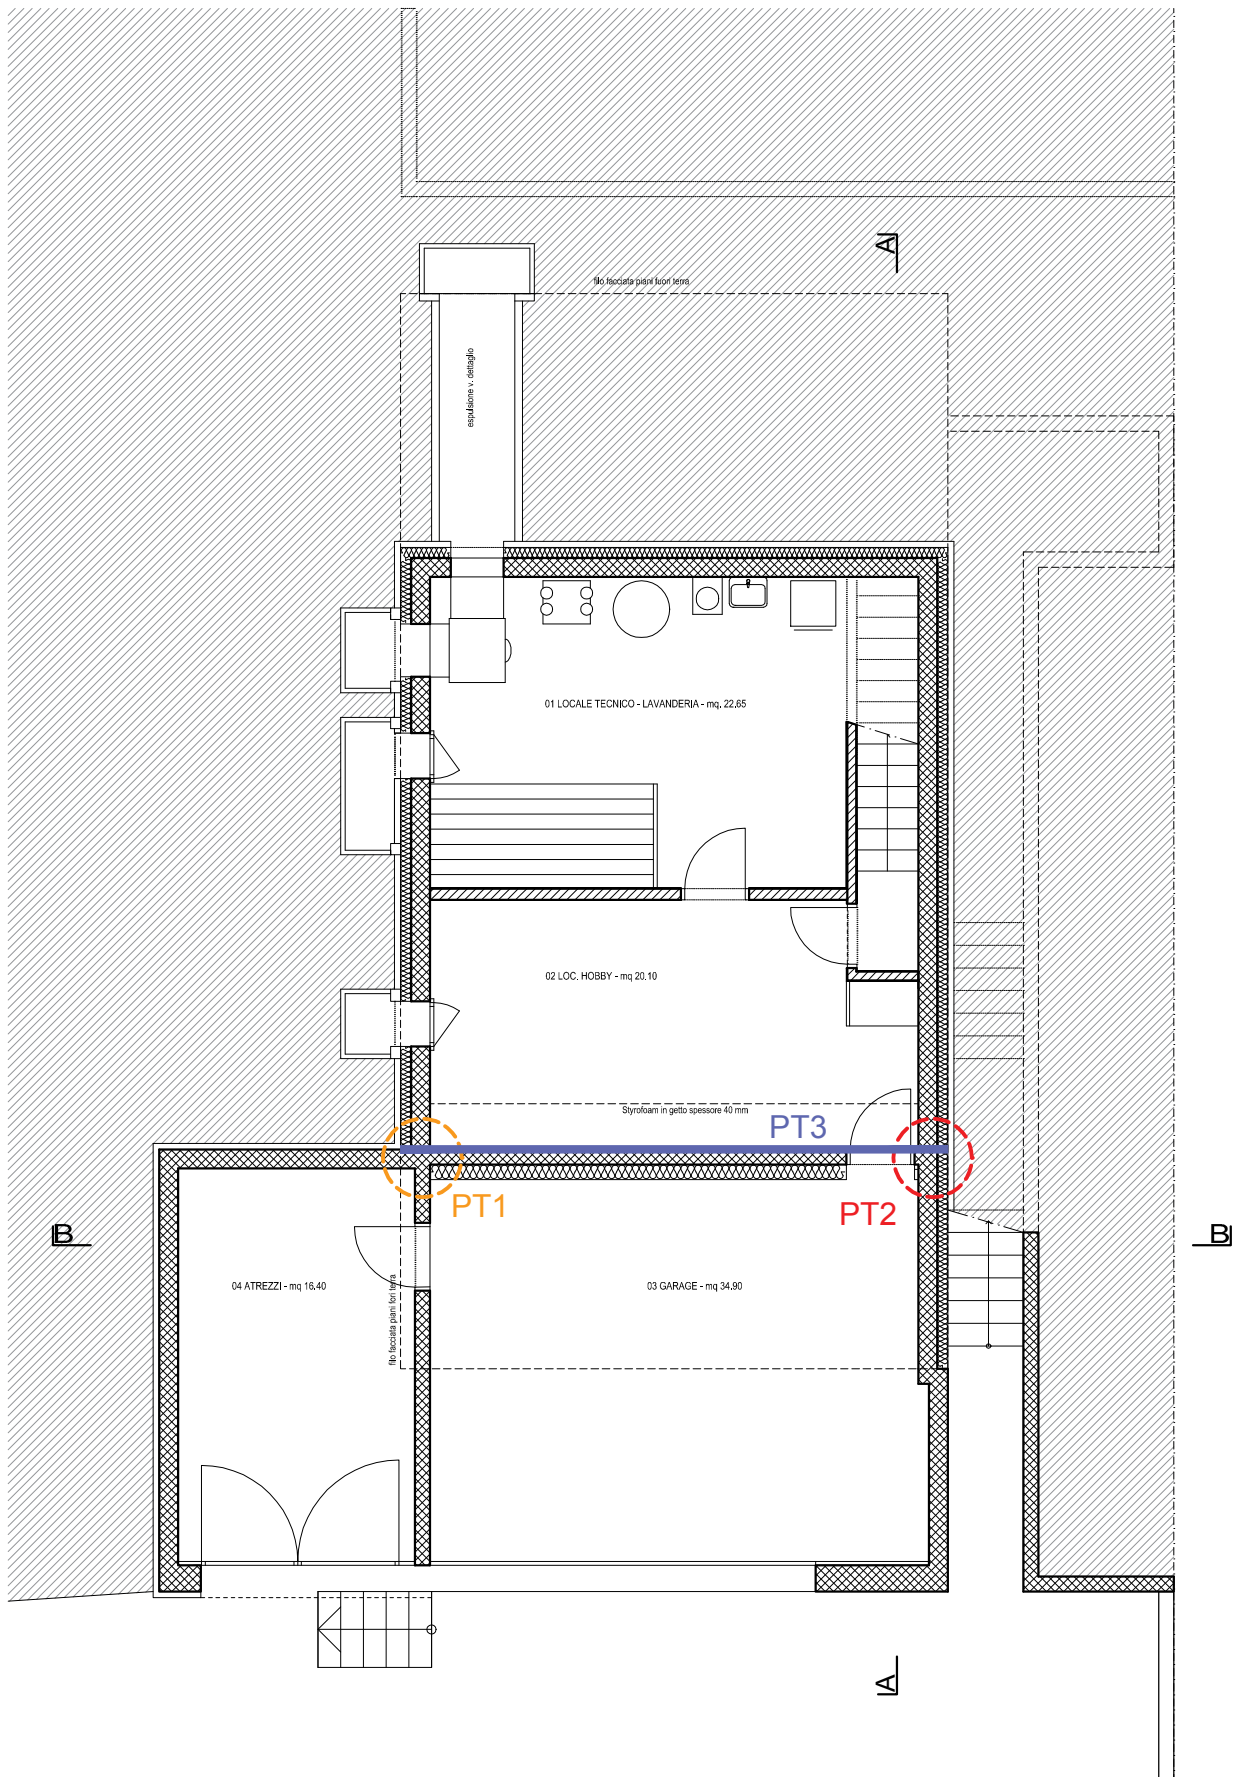 A
filo facciata piani fuori terra
espulsione v. dettaglio
01 LOCALE TECNICO - LAVANDERIA - mq. 22.65
02 LOC. HOBBY - mq 20.10
Styrofoam in getto spessore 40 mm
PT3
PT1
PT2
B
B
04 ATREZZI - mq 16.40
filo facciata piani fori terra
03 GARAGE - mq 34.90
A